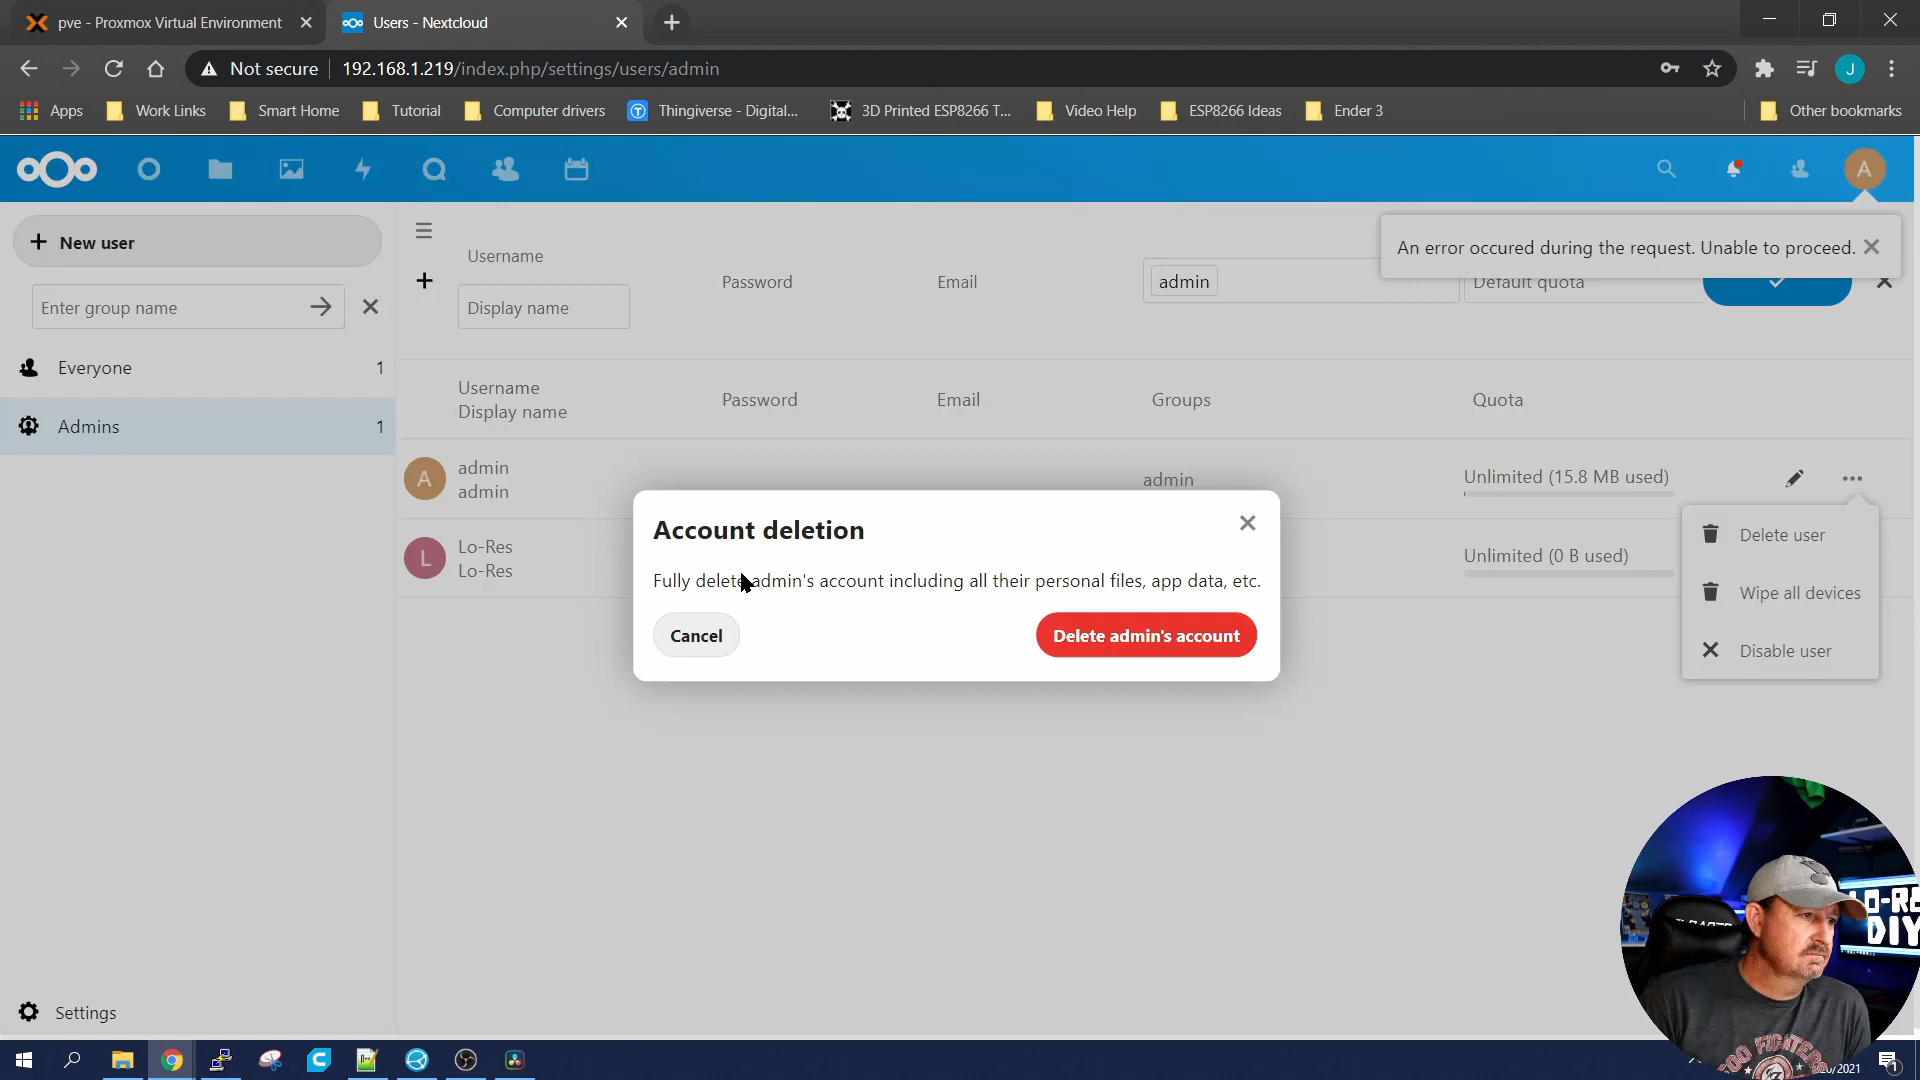 pve - Proxmox Virtual Environment
Users - Nextcloud
Not secure
192.168.1.219/index.php/settings/users/admin
J
Apps
Work Links
Smart Home
Tutorial
Computer drivers
Thingiverse - Digital...
3D Printed ESP8266 T...
Video Help
ESP8266 Ideas
Ender 3
Other bookmarks
A
New user
Enter group name
Everyone 1
Admins 1
Settings
An error occured during the request. Unable to proceed.
Username
Display name
Password
Email
admin
Default quota
Username
Display name
Password
Email
Groups
Quota
A
admin
admin
admin
Unlimited (15.8 MB used)
L
Lo-Res
Lo-Res
Unlimited (0 B used)
Delete user
Wipe all devices
Disable user
Account deletion
Fully delete admin's account including all their personal files, app data, etc.
Cancel
Delete admin's account
DIY
FOO FIGHTERS
/2021
1